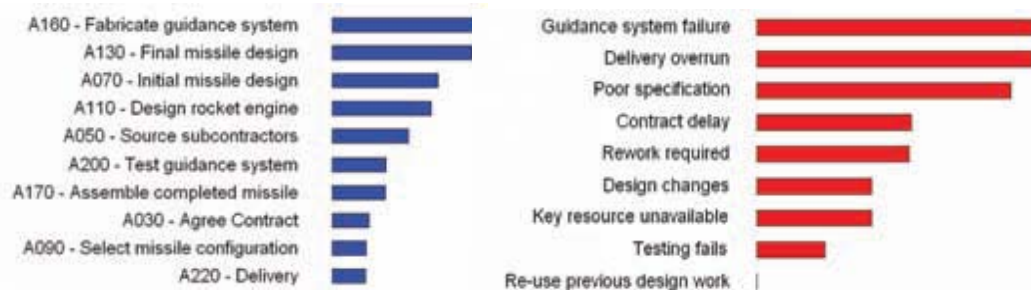 A160 - Fabricate guidance system
A130 - Final missile design
A070 - Initial missile design
A110 - Design rocket engine
A050 - Source subcontractors
A200 - Test guidance system
A170 - Assemble completed missile
A030 - Agree Contract
A090 - Select missile configuration
A220 - Delivery
Guidance system failure
Delivery overrun
Poor specification
Contract delay
Rework required
Design changes
Key resource unavailable
Testing fails
Re-use previous design work